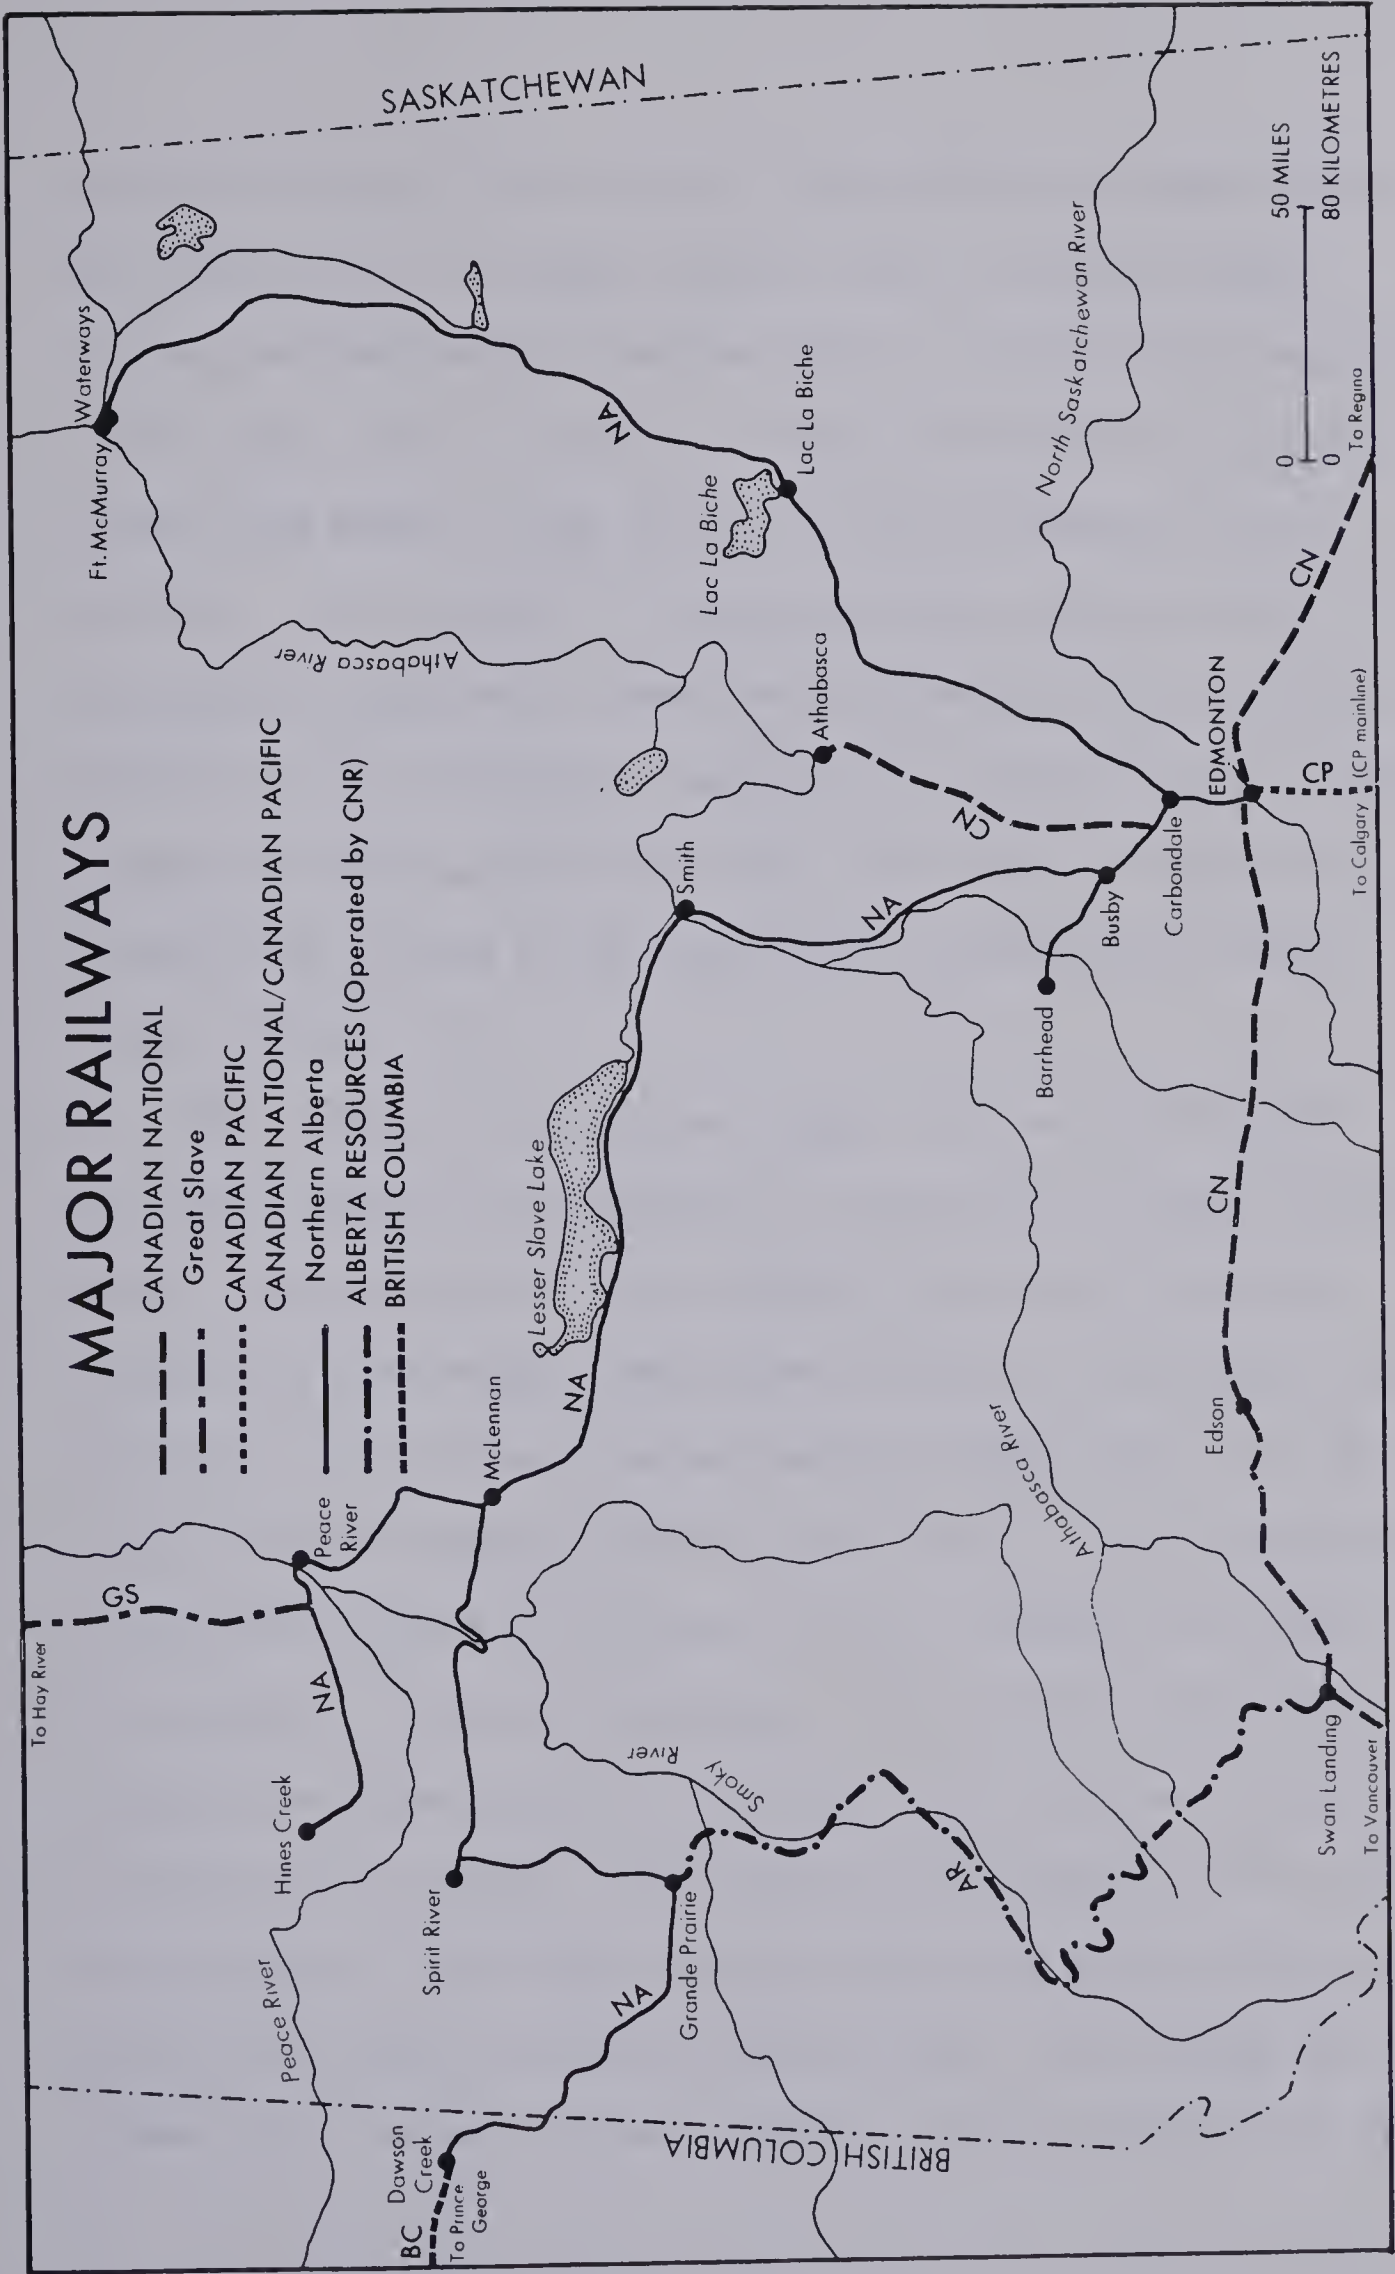 MAJOR RAILWAYS
CANADIAN NATIONAL
Great Slave
CANADIAN PACIFIC
CANADIAN NATIONAL/CANADIAN PACIFIC
Northern Alberta
ALBERTA RESOURCES (Operated by CNR)
BRITISH COLUMBIA
To Hay River
GS
Peace
River
NA
Hines Creek
Peace River
BC
Dawson
Creek
To Prince
George
Spirit River
McLennan
NA
Lesser Slave Lake
NA
Grande Prairie
Smoky
River
BRITISH COLUMBIA
AR
Smith
Athabasca River
Ft. McMurray
Waterways
SASKATCHEWAN
NA
Lac La Biche
Lac La Biche
Athabasca
CN
NA
Busby
Barrhead
Carbondale
North Saskatchewan River
EDMONTON
CP
To Calgary (CP mainline)
CN
To Regina
0 50 MILES
0 80 KILOMETRES
CN
Edson
Athabasca River
Swan Landing
To Vancouver